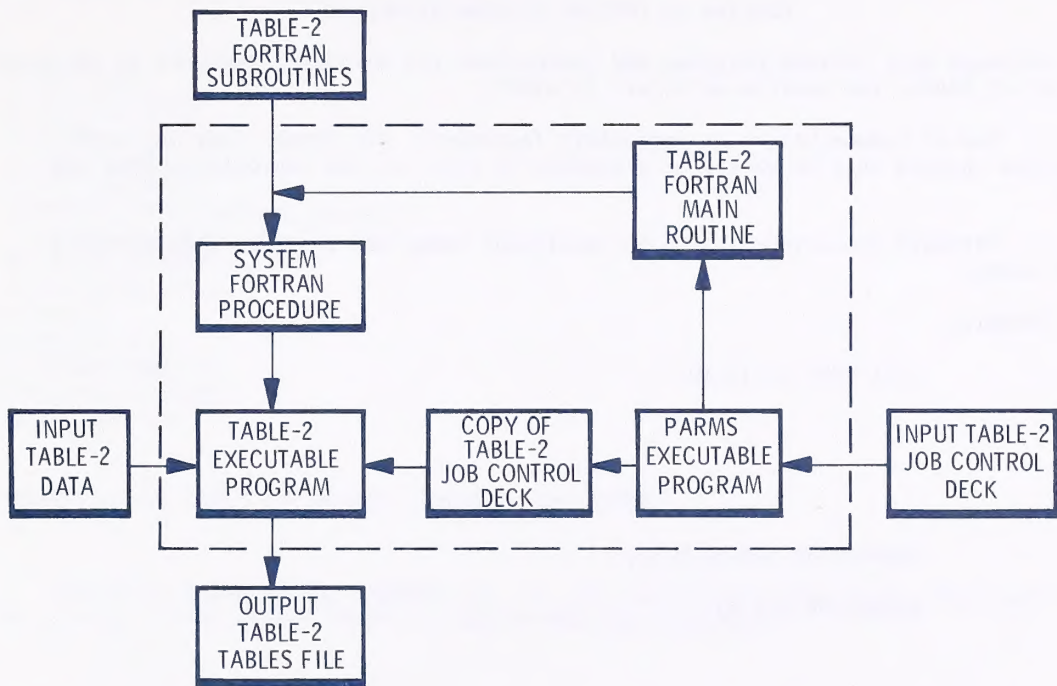 TABLE-2
FORTRAN
SUBROUTINES
TABLE-2
FORTRAN
MAIN
ROUTINE
SYSTEM
FORTRAN
PROCEDURE
INPUT
TABLE-2
DATA
TABLE-2
EXECUTABLE
PROGRAM
COPY OF
TABLE-2
JOB CONTROL
DECK
PARMS
EXECUTABLE
PROGRAM
INPUT TABLE-2
JOB CONTROL
DECK
OUTPUT
TABLE-2
TABLES FILE